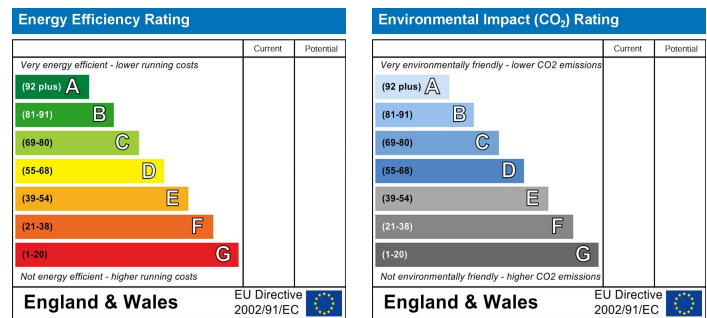 Energy Efficiency Rating
Current Potential
Very energy efficient - lower running costs
(92 plus) A
(81-91) B
(69-80) C
(55-68) D
(39-54) E
(21-38) F
(1-20) G
Not energy efficient - higher running costs
England & Wales
EU Directive
2002/91/EC
Environmental Impact (CO₂) Rating
Current Potential
Very environmentally friendly - lower CO2 emissions
(92 plus) A
(81-91) B
(69-80) C
(55-68) D
(39-54) E
(21-38) F
(1-20) G
Not environmentally friendly - higher CO2 emissions
England & Wales
EU Directive
2002/91/EC